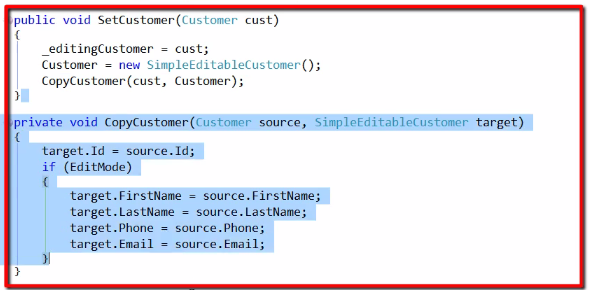 public void SetCustomer(Customer cust)
{
    _editingCustomer = cust;
    Customer = new SimpleEditableCustomer();
    CopyCustomer(cust, Customer);
}
private void CopyCustomer(Customer source, SimpleEditableCustomer target)
{
    target.Id = source.Id;
    if (EditMode)
    {
        target.FirstName = source.FirstName;
        target.LastName = source.LastName;
        target.Phone = source.Phone;
        target.Email = source.Email;
    }
}